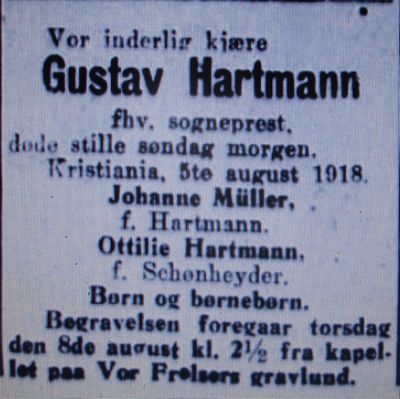 Vor inderlig kjære
Gustav Hartmann
fhv. sogneprest,
døde stille søndag morgen.
Kristiania, 5te august 1918.
Johanne Müller,
f. Hartmann.
Ottilie Hartmann,
f. Schønheyder.
Børn og børnebørn.
Begravelsen foregaar torsdag
den 8de august kl. 2½ fra kapel-
let paa Vor Frelsers gravlund.